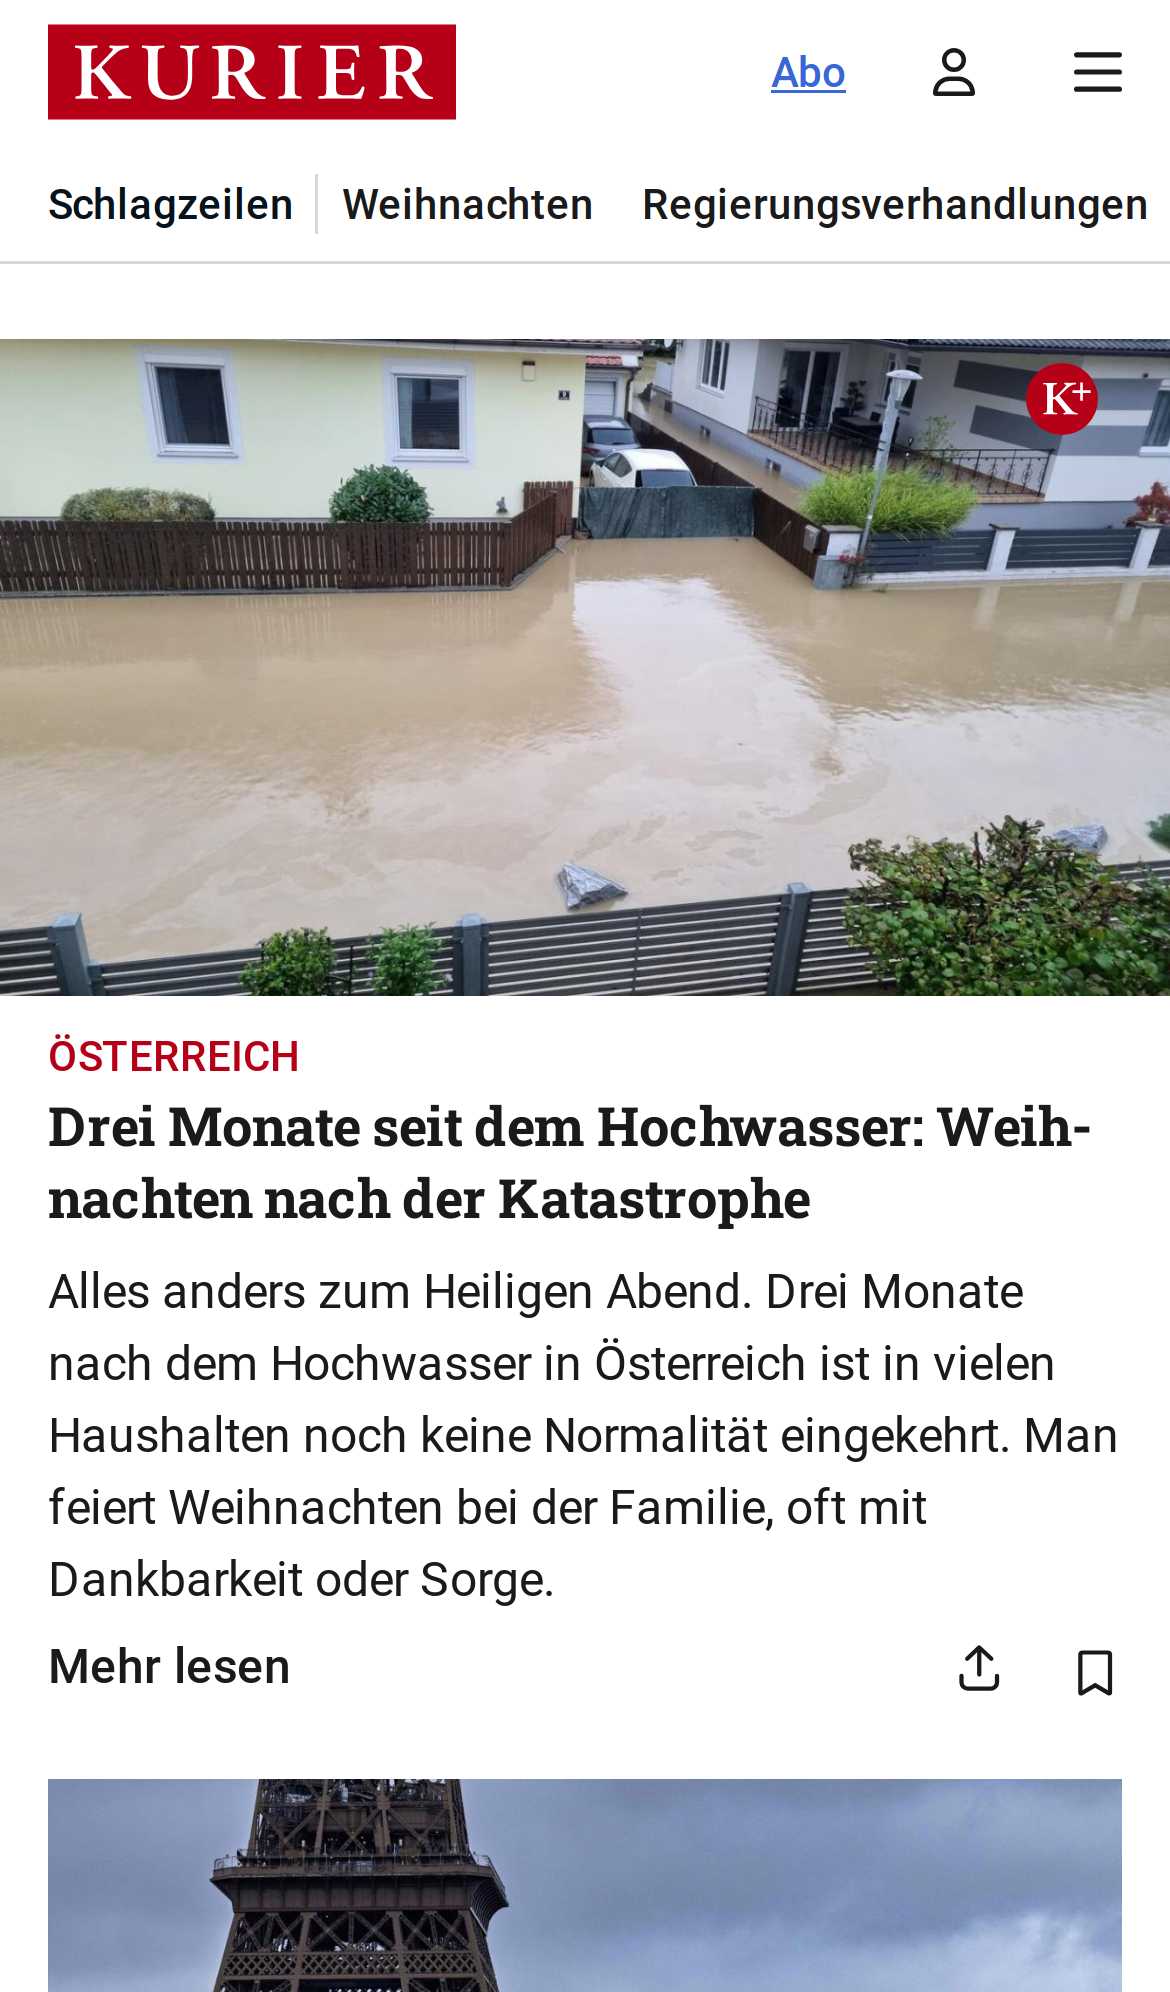 KURIER
Abo
Schlagzeilen
Weihnachten
Regierungsverhandlungen
K+
ÖSTERREICH
Drei Monate seit dem Hochwasser: Weih-
nachten nach der Katastrophe
Alles anders zum Heiligen Abend. Drei Monate
nach dem Hochwasser in Österreich ist in vielen
Haushalten noch keine Normalität eingekehrt. Man
feiert Weihnachten bei der Familie, oft mit
Dankbarkeit oder Sorge.
Mehr lesen